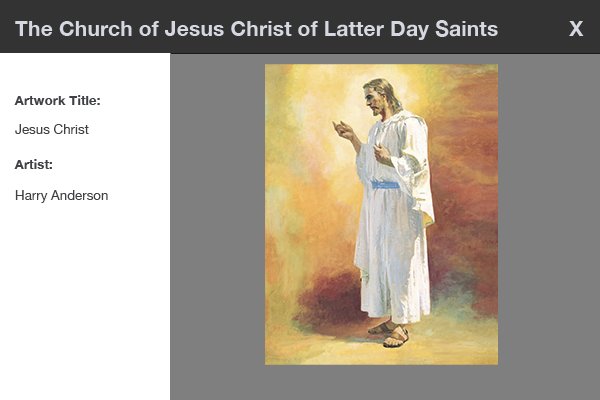 The Church of Jesus Christ of Latter Day Saints X
Artwork Title:
Jesus Christ
Artist:
Harry Anderson